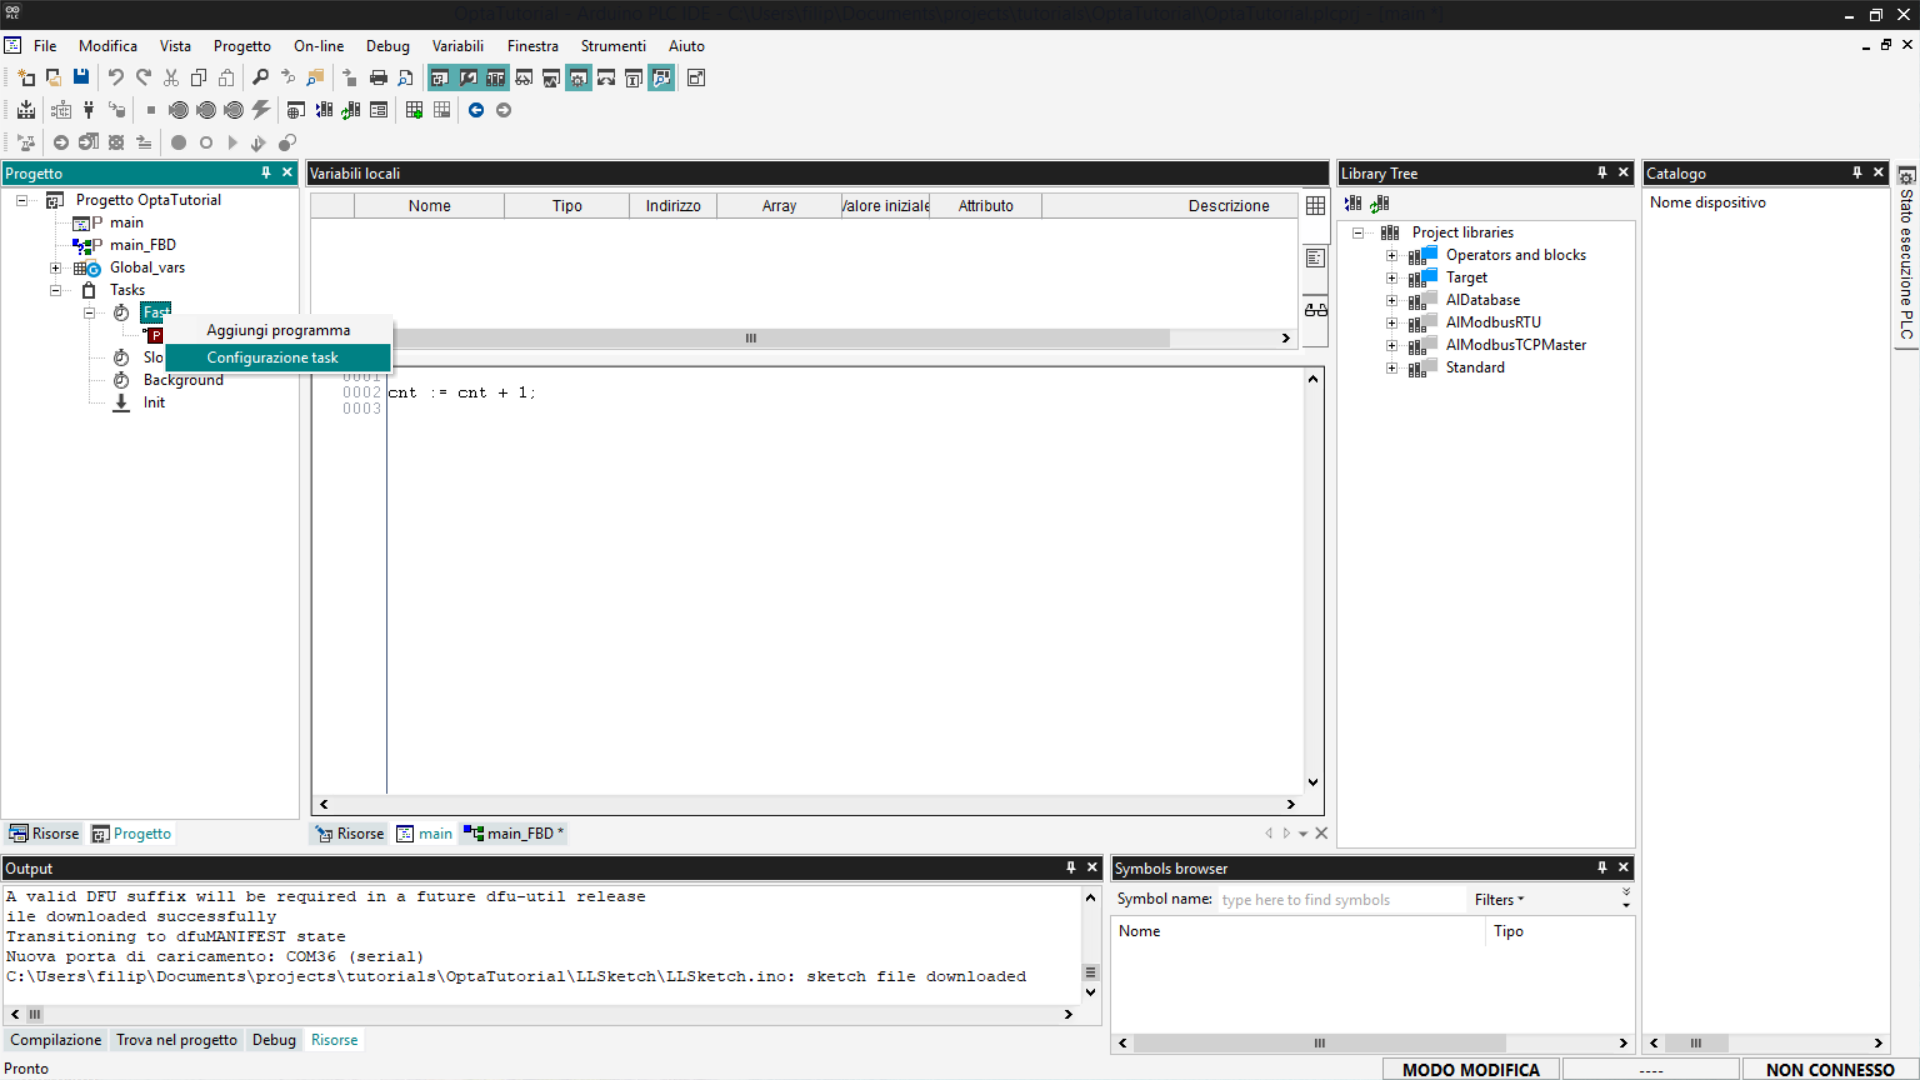 OptaTutorial - Arduino PLC IDE - C:\Users\filip\Documents\projects\tutorials\OptaTutorial\OptaTutorial.plcprj - [main *]
File Modifica Vista Progetto On-line Debug Variabili Finestra Strumenti Aiuto
Progetto
Progetto OptaTutorial
main
main_FBD
Global_vars
Tasks
Fast
Slo
Background
Init
Aggiungi programma
Configurazione task
Risorse Progetto
Variabili locali
Nome Tipo Indirizzo Array Valore iniziale Attributo Descrizione
0001
0002 cnt := cnt + 1;
0003
Risorse main main_FBD *
Library Tree
Project libraries
Operators and blocks
Target
AlDatabase
AlModbusRTU
AlModbusTCPMaster
Standard
Catalogo
Nome dispositivo
Stato esecuzione PLC
Output
A valid DFU suffix will be required in a future dfu-util release
ile downloaded successfully
Transitioning to dfuMANIFEST state
Nuova porta di caricamento: COM36 (serial)
C:\Users\filip\Documents\projects\tutorials\OptaTutorial\LLSketch\LLSketch.ino: sketch file downloaded
Compilazione Trova nel progetto Debug Risorse
Symbols browser
Symbol name: type here to find symbols Filters
Nome Tipo
Pronto
MODO MODIFICA ---- NON CONNESSO